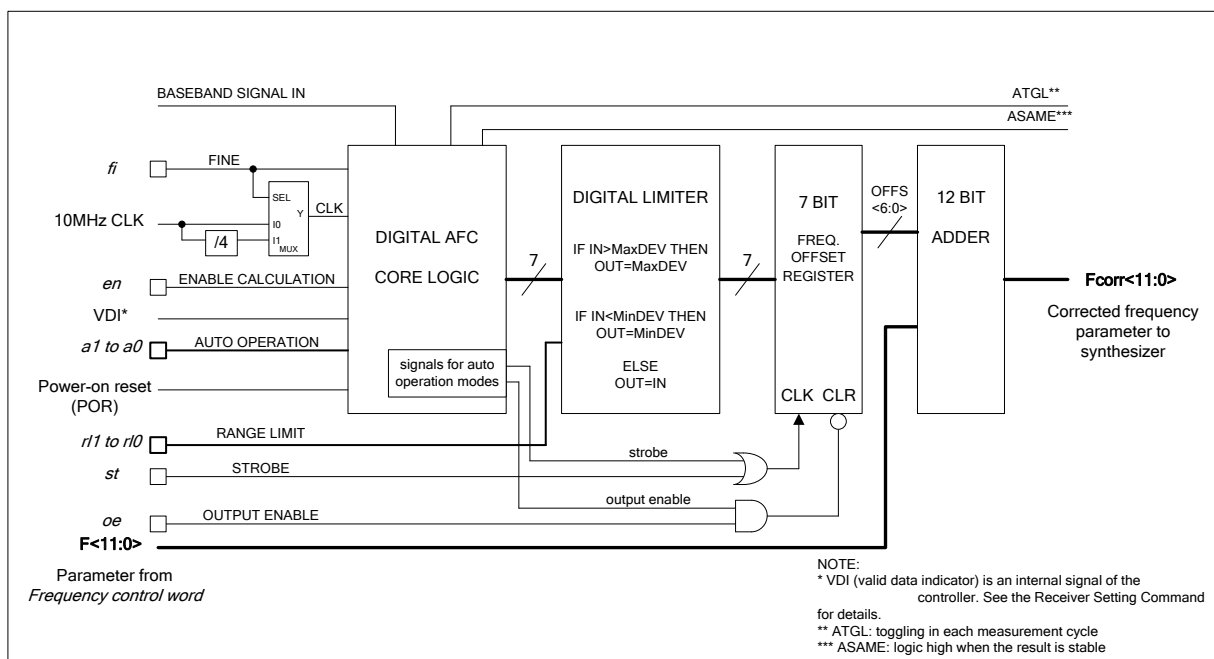 BASEBAND SIGNAL IN
ATGL**
ASAME***
fi
FINE
SEL
Y
I0
I1
MUX
CLK
10MHz CLK
/4
en
ENABLE CALCULATION
VDI*
a1 to a0
AUTO OPERATION
Power-on reset
(POR)
rl1 to rl0
RANGE LIMIT
st
STROBE
oe
OUTPUT ENABLE
F<11:0>
Parameter from
Frequency control word
DIGITAL AFC
CORE LOGIC
signals for auto
operation modes
7
DIGITAL LIMITER
IF IN>MaxDEV THEN
OUT=MaxDEV
IF IN<MinDEV THEN
OUT=MinDEV
ELSE
OUT=IN
7
7 BIT
FREQ.
OFFSET
REGISTER
CLK CLR
strobe
output enable
OFFS
<6:0>
12 BIT
ADDER
Fcorr<11:0>
Corrected frequency
parameter to
synthesizer
NOTE:
* VDI (valid data indicator) is an internal signal of the
controller. See the Receiver Setting Command
for details.
** ATGL: toggling in each measurement cycle
*** ASAME: logic high when the result is stable